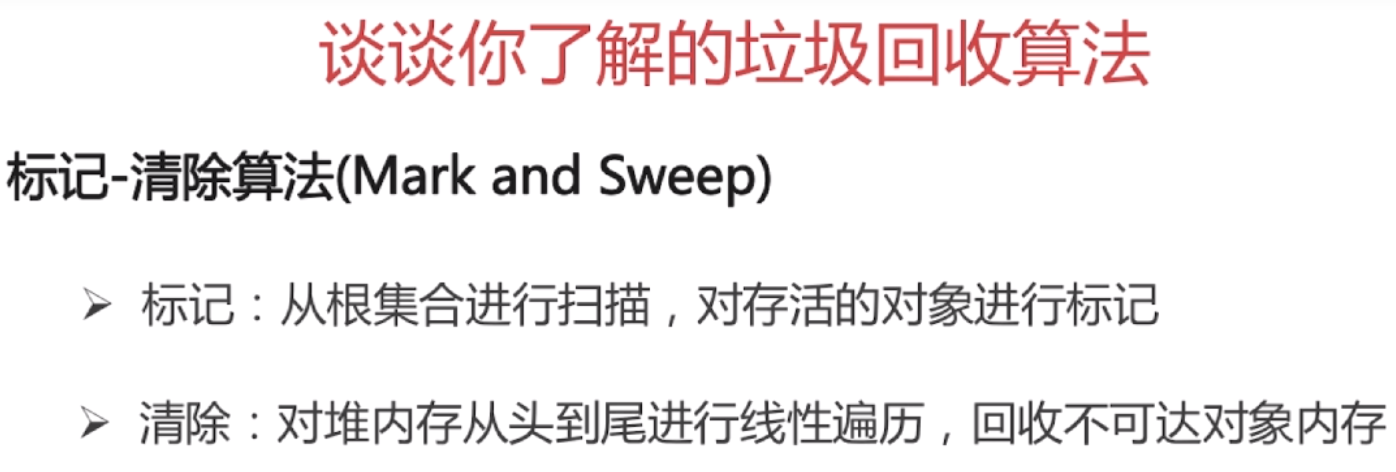 谈谈你了解的垃圾回收算法
标记-清除算法(Mark and Sweep)
➢ 标记：从根集合进行扫描，对存活的对象进行标记
➢ 清除：对堆内存从头到尾进行线性遍历，回收不可达对象内存